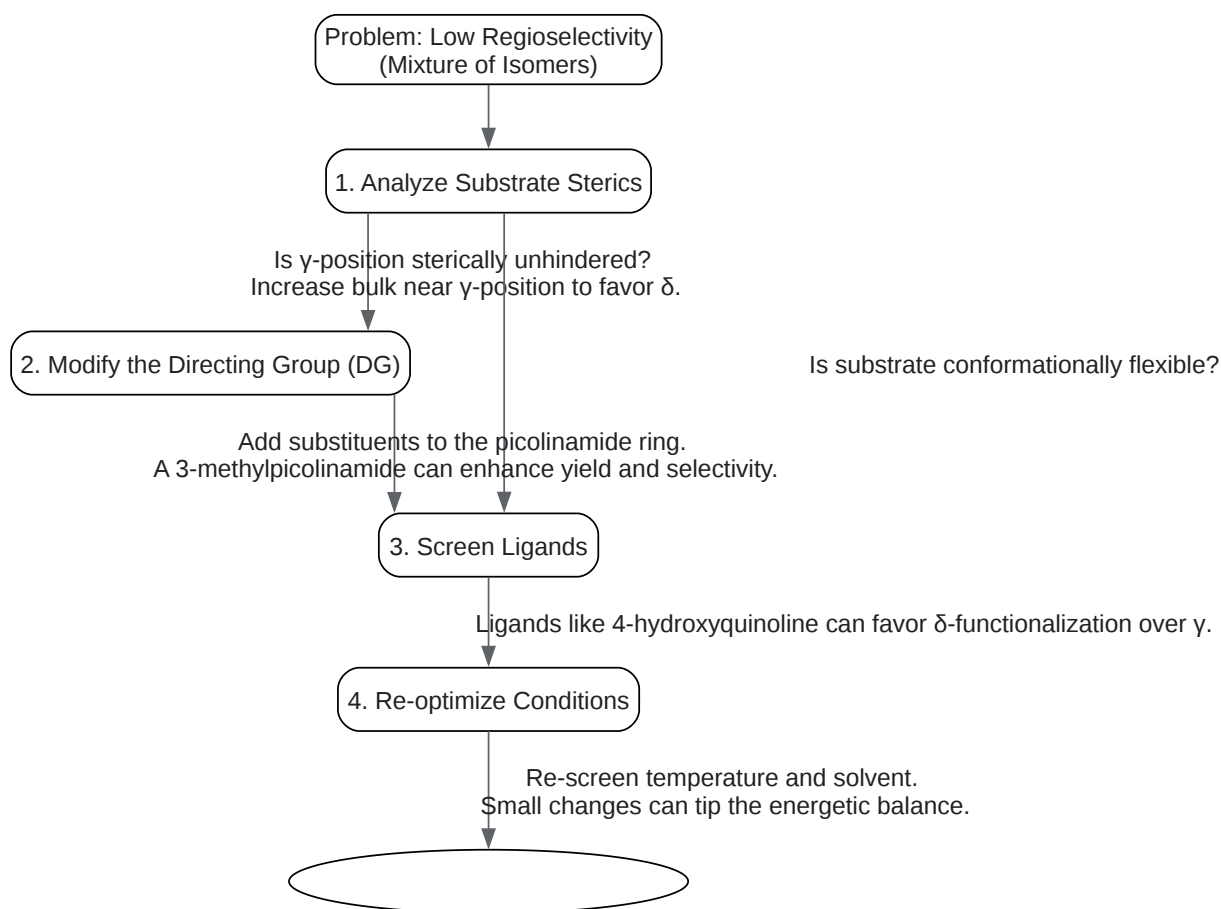 Problem: Low Regioselectivity
(Mixture of Isomers)
1. Analyze Substrate Sterics
Is γ-position sterically unhindered?
Increase bulk near γ-position to favor δ.
2. Modify the Directing Group (DG)
Is substrate conformationally flexible?
Add substituents to the picolinamide ring.
A 3-methylpicolinamide can enhance yield and selectivity.
3. Screen Ligands
Ligands like 4-hydroxyquinoline can favor δ-functionalization over γ.
4. Re-optimize Conditions
Re-screen temperature and solvent.
Small changes can tip the energetic balance.